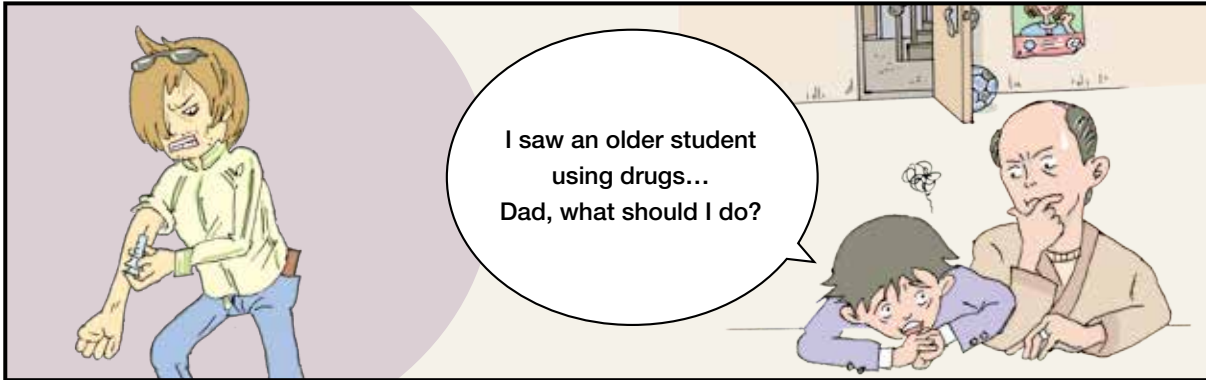 I saw an older student
using drugs…
Dad, what should I do?